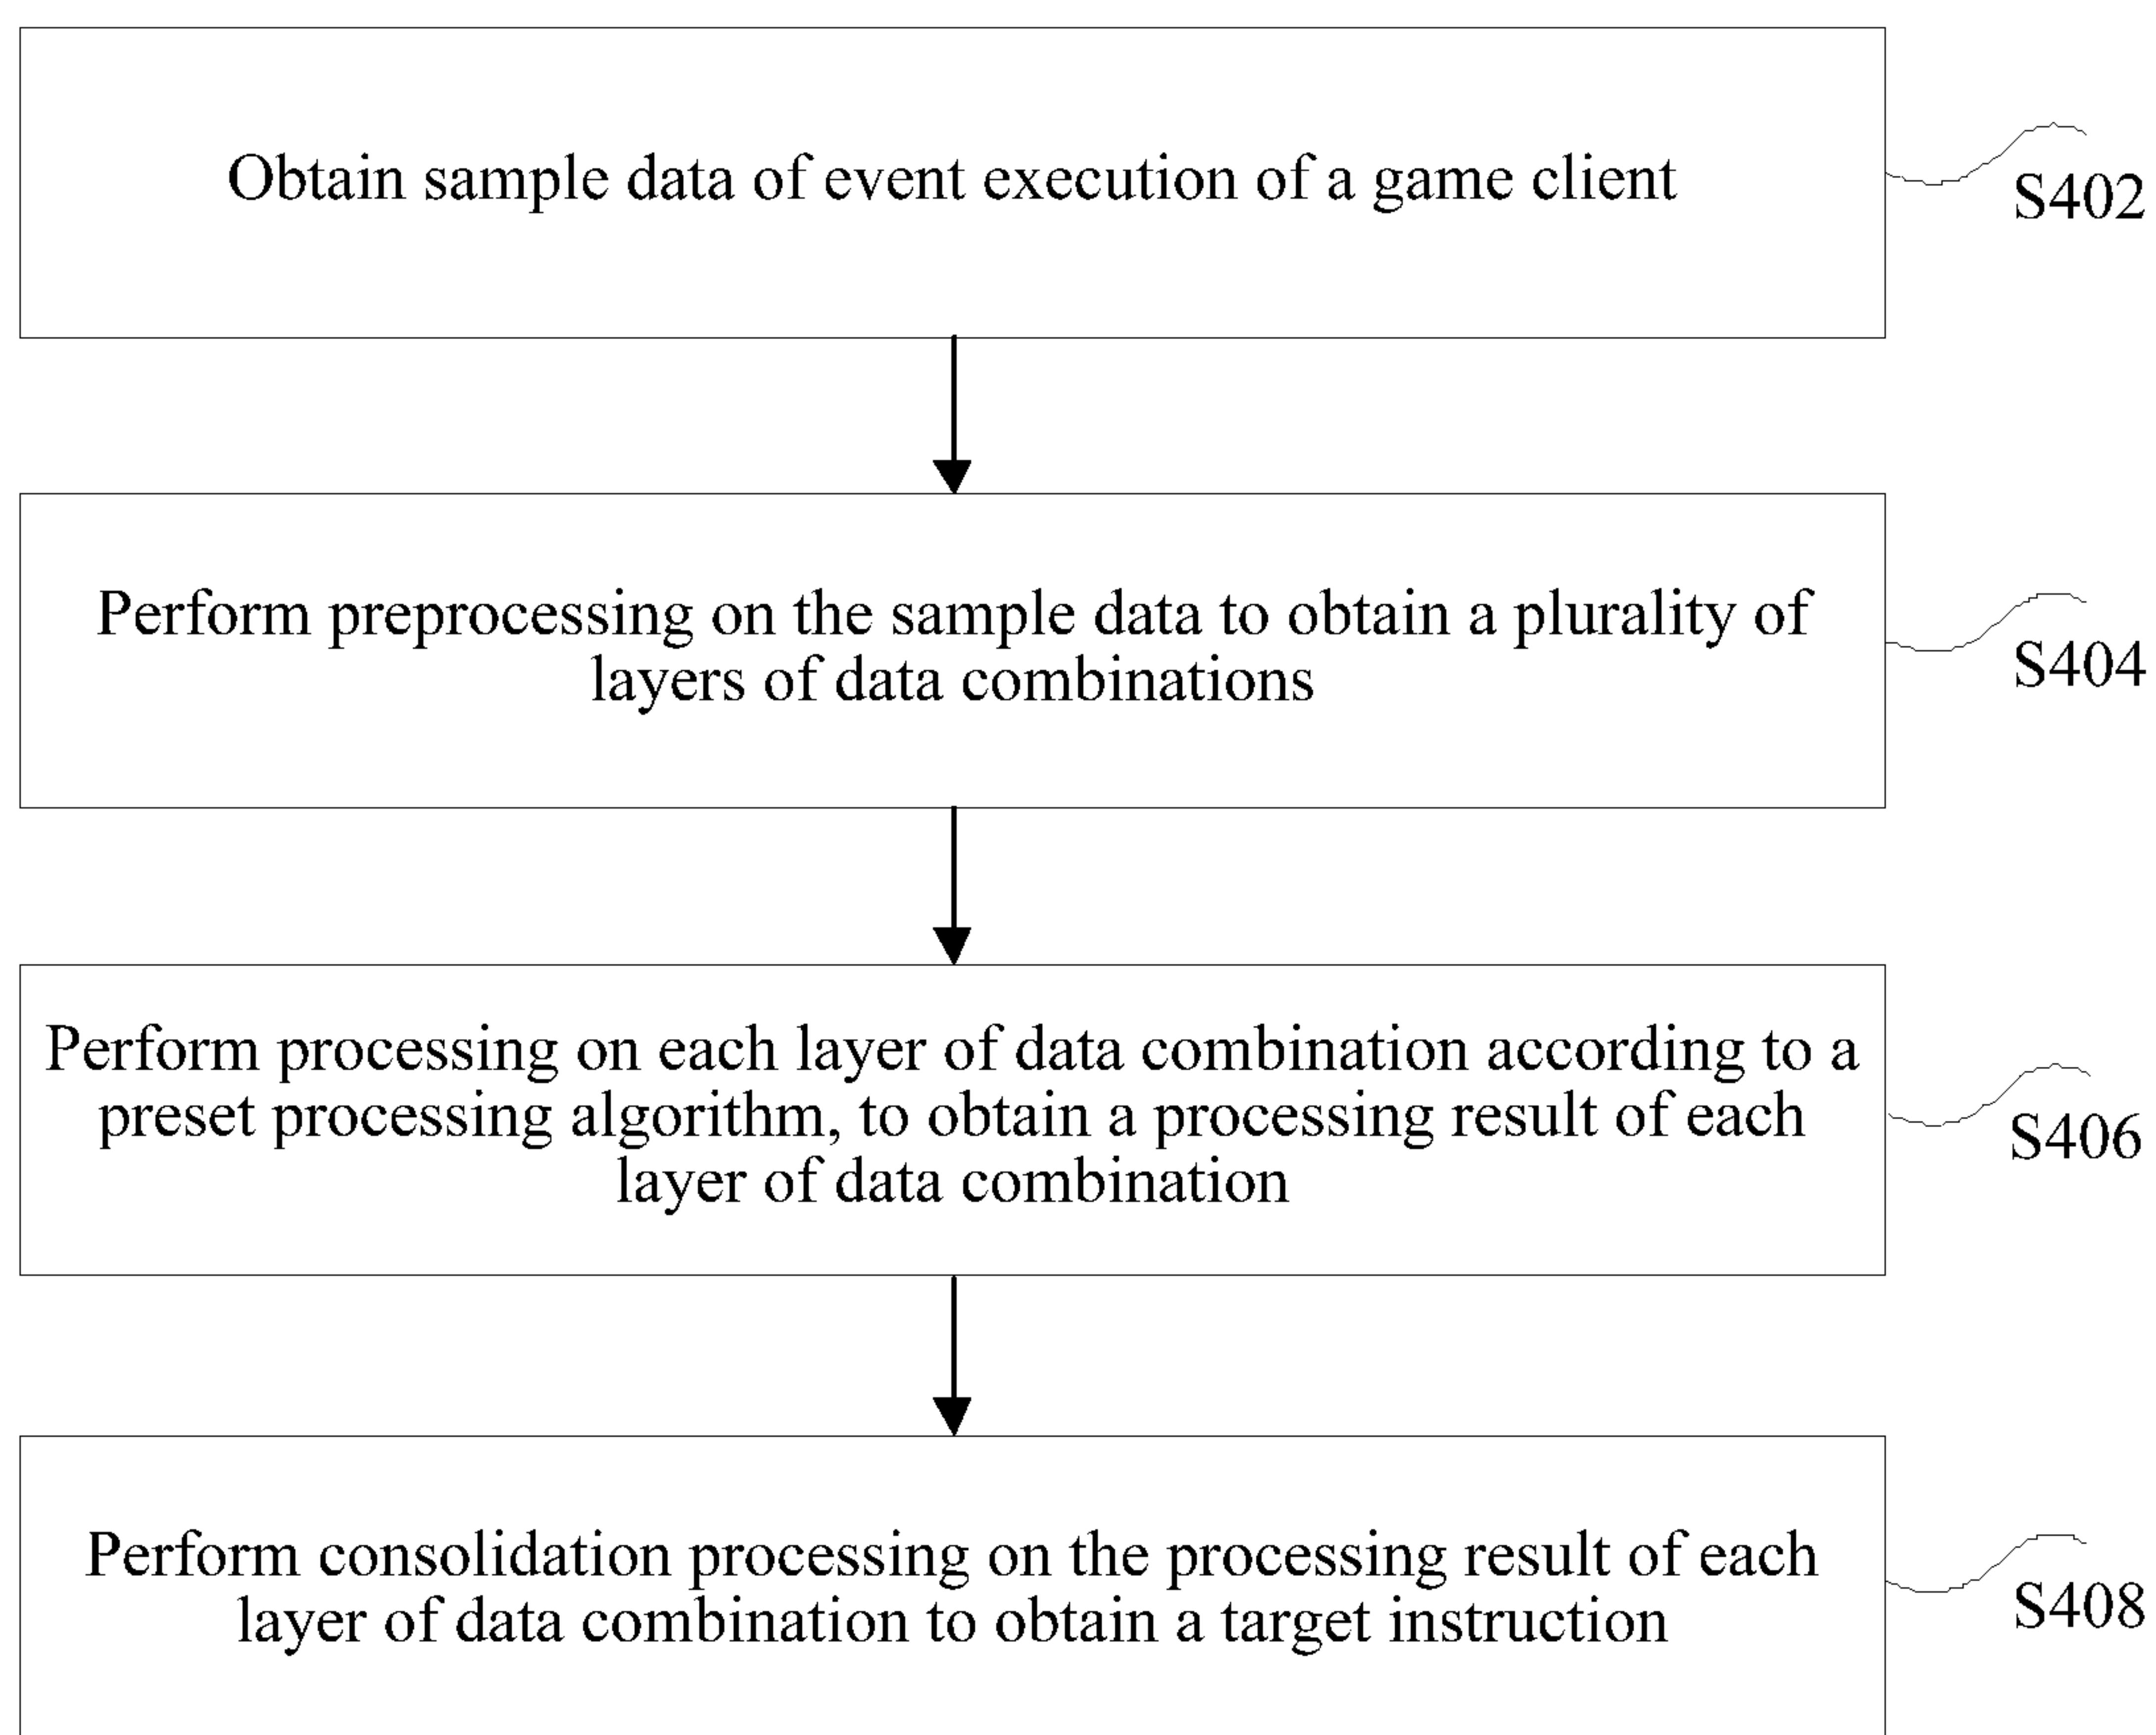 Obtain sample data of event execution of a game client
S402
Perform preprocessing on the sample data to obtain a plurality of
layers of data combinations
S404
Perform processing on each layer of data combination according to a
preset processing algorithm, to obtain a processing result of each
layer of data combination
S406
Perform consolidation processing on the processing result of each
layer of data combination to obtain a target instruction
S408